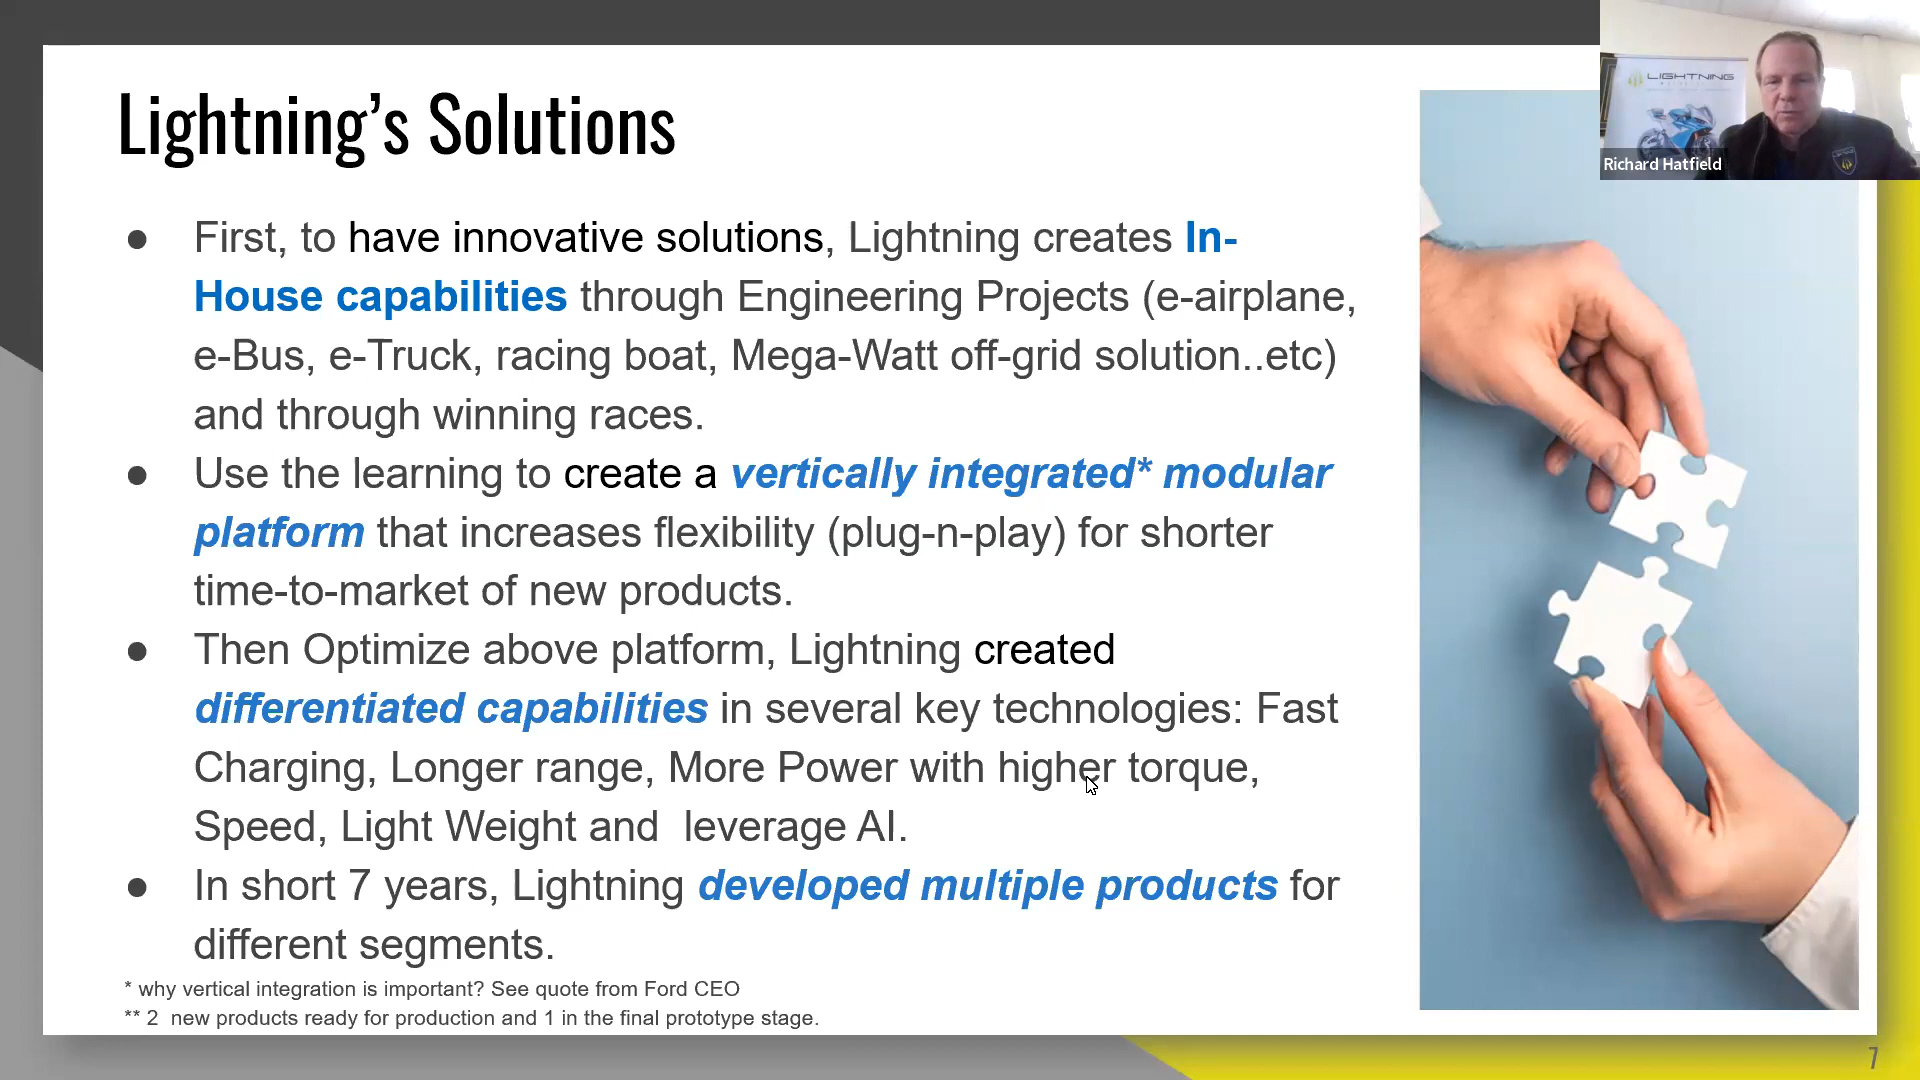 LIGHTNING
Richard Hatfield
Lightning’s Solutions
● First, to have innovative solutions, Lightning creates In-
House capabilities through Engineering Projects (e-airplane,
e-Bus, e-Truck, racing boat, Mega-Watt off-grid solution..etc)
and through winning races.
● Use the learning to create a vertically integrated* modular
platform that increases flexibility (plug-n-play) for shorter
time-to-market of new products.
● Then Optimize above platform, Lightning created
differentiated capabilities in several key technologies: Fast
Charging, Longer range, More Power with higher torque,
Speed, Light Weight and  leverage AI.
● In short 7 years, Lightning developed multiple products for
different segments.
* why vertical integration is important? See quote from Ford CEO
** 2  new products ready for production and 1 in the final prototype stage.
7